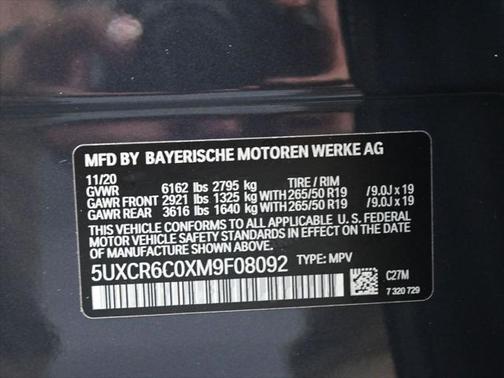 MFD BY BAYERISCHE MOTOREN WERKE AG
11/20
GVWR 6162 lbs 2795 kg TIRE / RIM
GAWR FRONT 2921 lbs 1325 kg 265/50 R19 /9.0J x 19
GAWR REAR 3616 lbs 1640 kg 265/50 R19 /9.0J x 19
THIS VEHICLE CONFORMS TO ALL APPLICABLE U. S. FEDERAL
MOTOR VEHICLE SAFETY STANDARDS IN EFFECT ON THE
DATE OF MANUFACTURE SHOWN ABOVE.
5UXCR6C0XM9F08092 TYPE: MPV
C27M
7 320 729